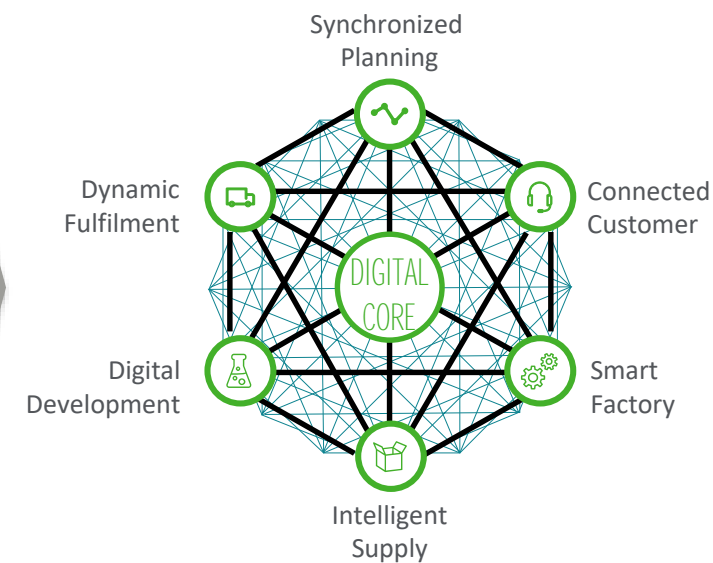 Synchronized
Planning
Dynamic
Fulfilment
Connected
Customer
DIGITAL
CORE
Digital
Development
Smart
Factory
Intelligent
Supply